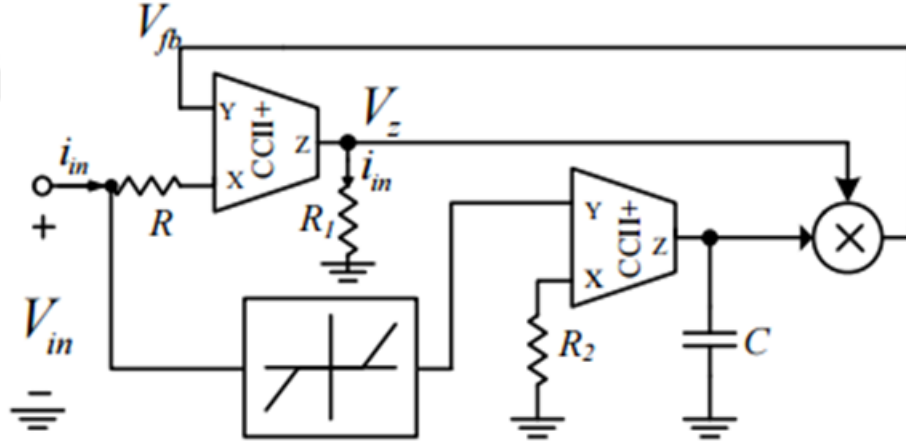 V_fb
Y
CCII+
X
Z
V_z
i_in
i_in
R
R_1
+
V_in
−
Y
CCII+
X
Z
R_2
C
×